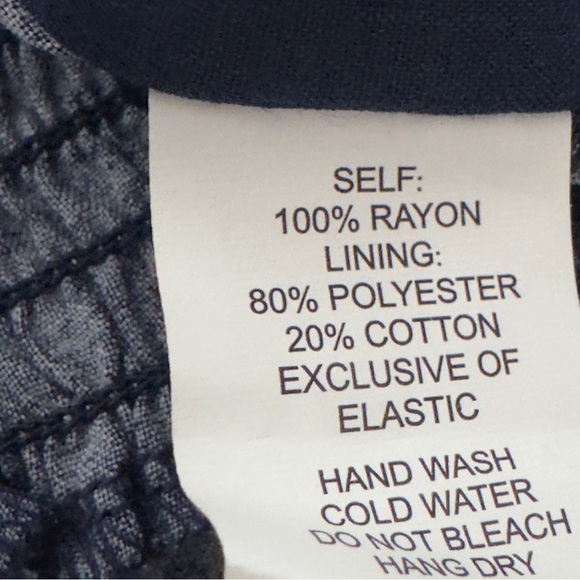 SELF:
100% RAYON
LINING:
80% POLYESTER
20% COTTON
EXCLUSIVE OF
ELASTIC
HAND WASH
COLD WATER
DO NOT BLEACH
HANG DRY